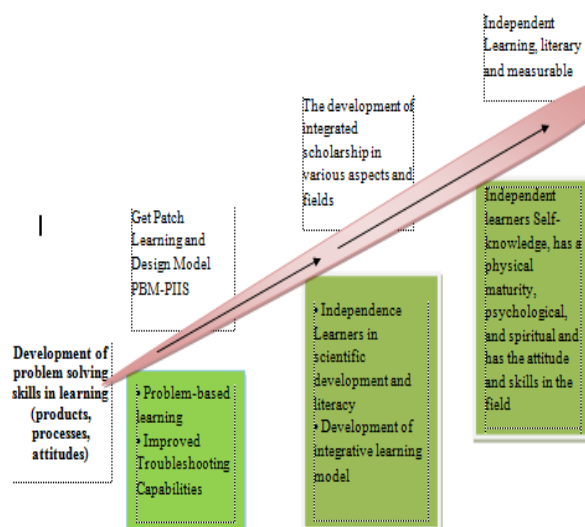 Independent
Learning, literary
and measurable
The development of
integrated
scholarship in
various aspects and
fields
Get Patch
Learning and
Design Model
PBM-PIIS
Development of
problem solving
skills in learning
(products,
processes,
attitudes)
• Problem-based
learning
• Improved
Troubleshooting
Capabilities
• Independence
Learners in
scientific
development and
literacy
• Development of
integrative learning
model
Independent
learners Self-
knowledge, has a
physical
maturity,
psychological,
and spiritual and
has the attitude
and skills in the
field